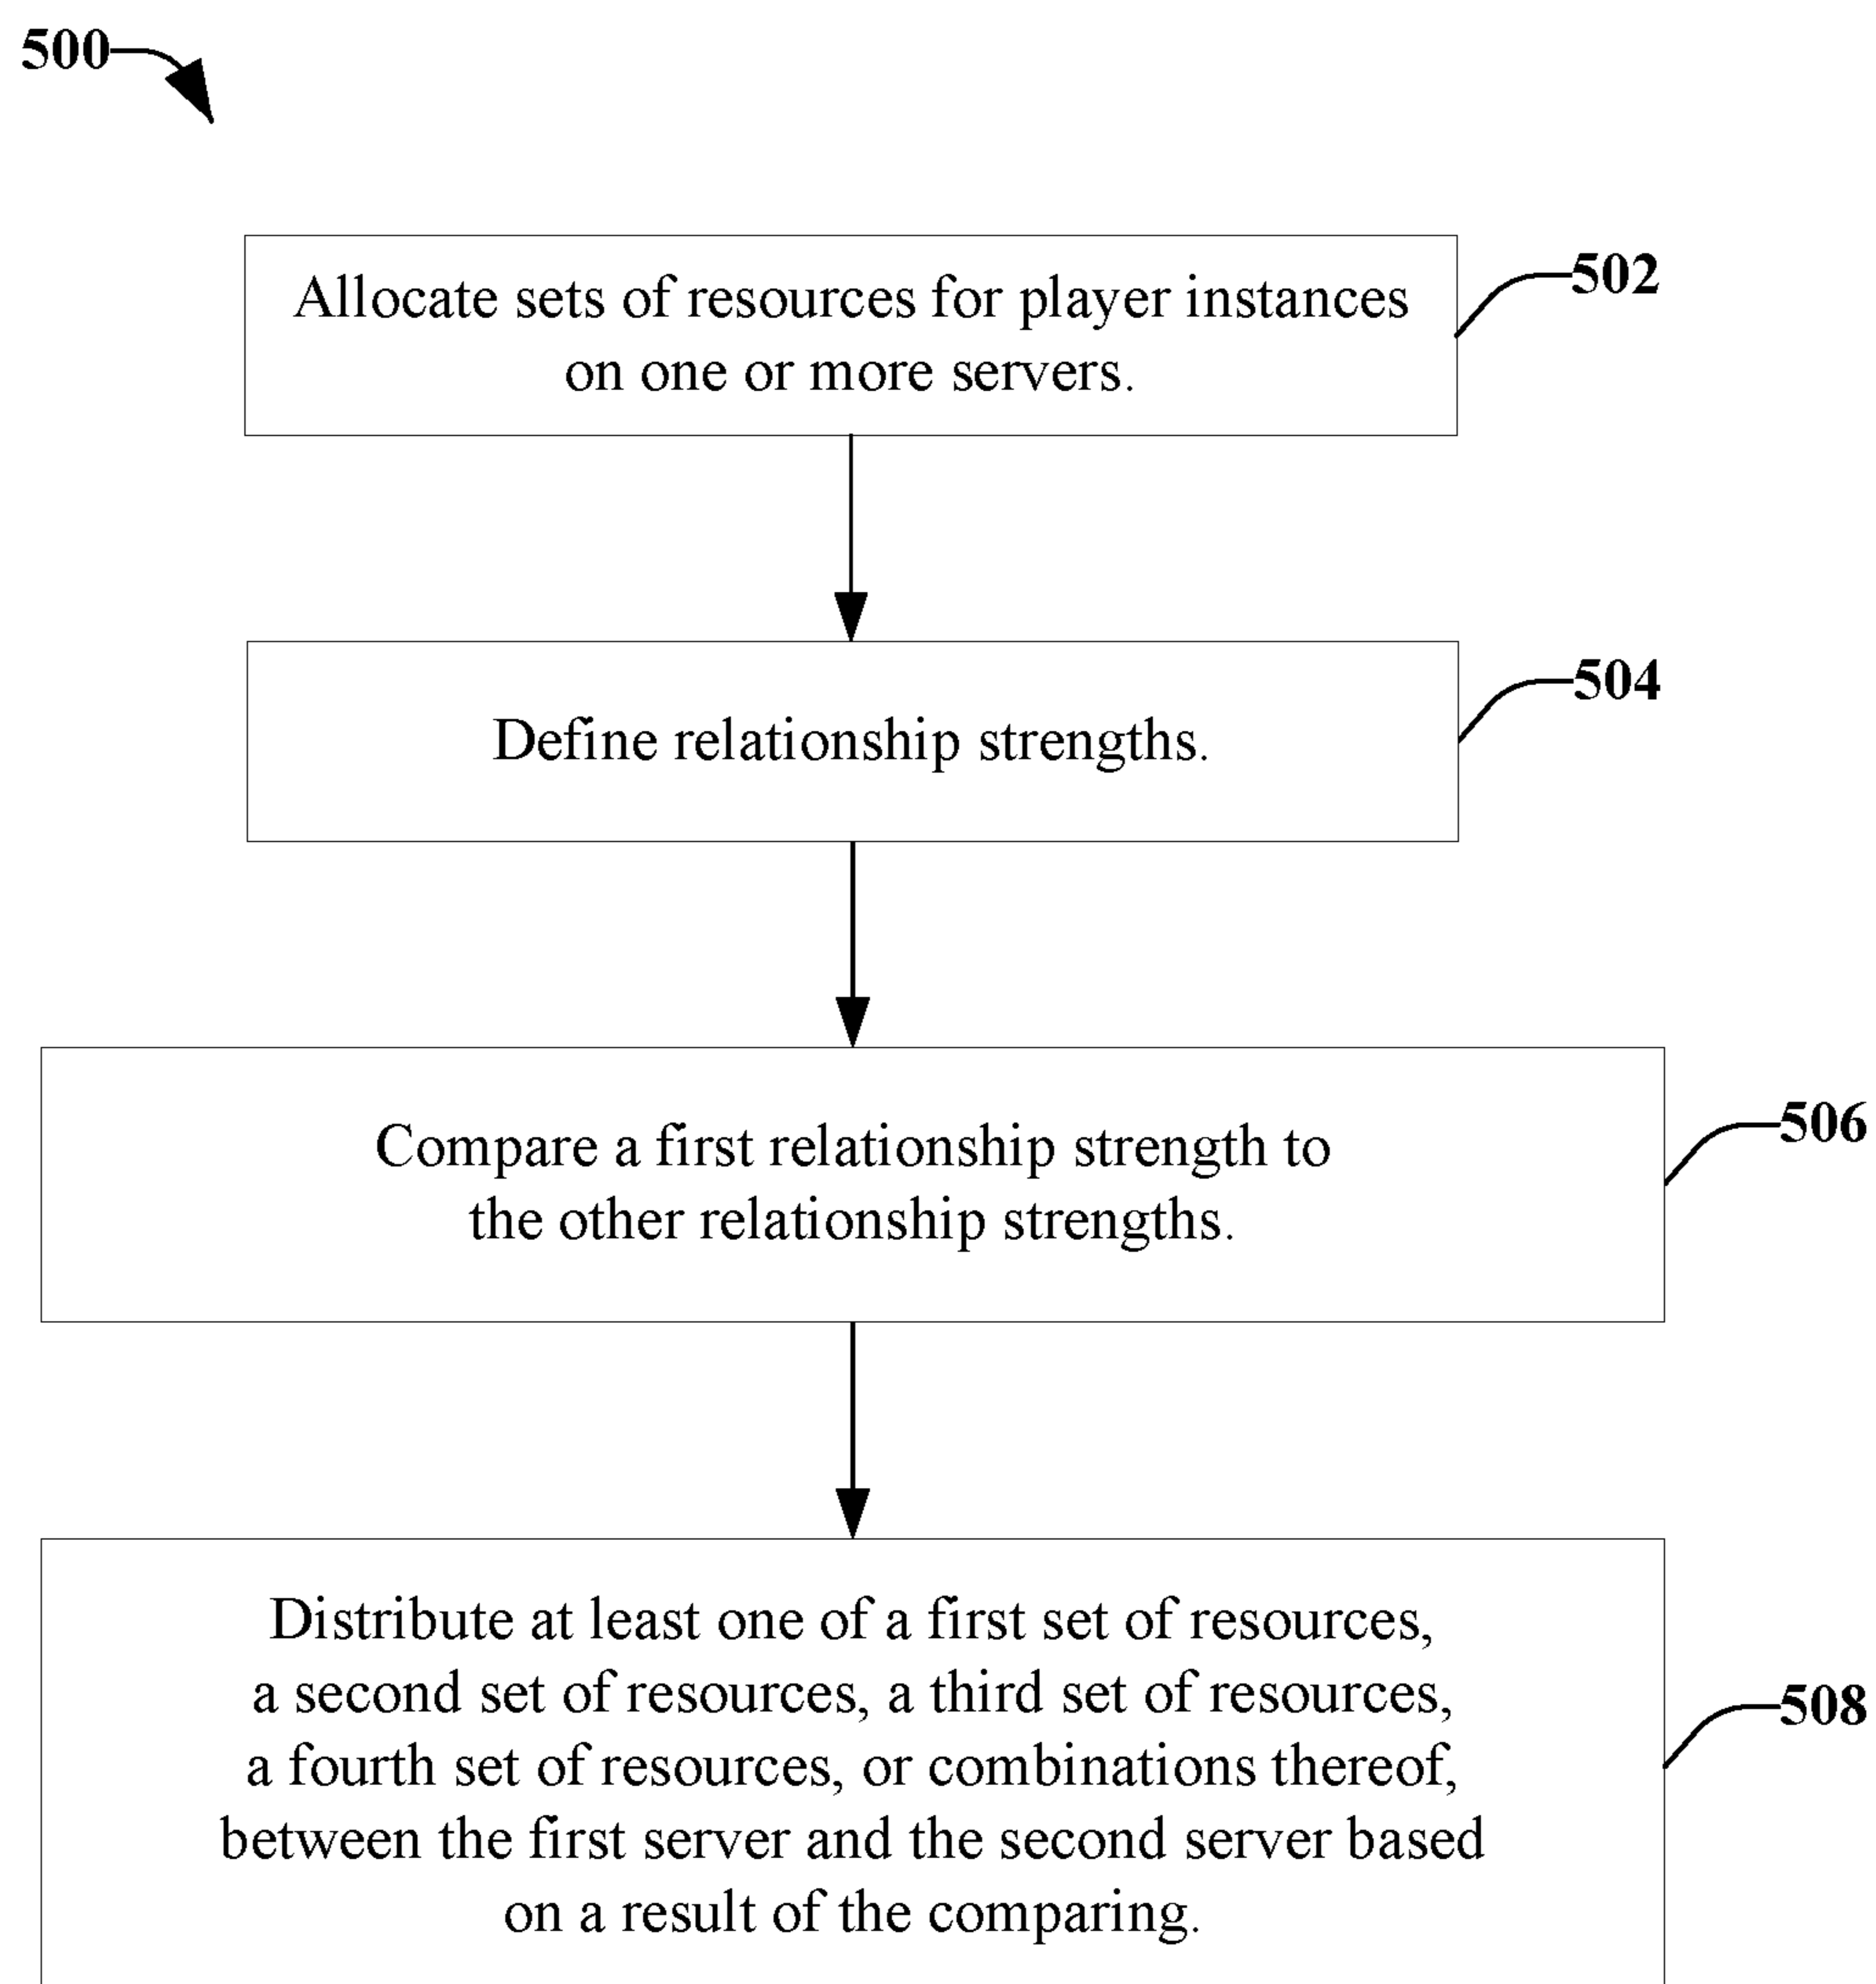 500
Allocate sets of resources for player instances
on one or more servers.
502
Define relationship strengths.
504
Compare a first relationship strength to
the other relationship strengths.
506
Distribute at least one of a first set of resources,
a second set of resources, a third set of resources,
a fourth set of resources, or combinations thereof,
between the first server and the second server based
on a result of the comparing.
508